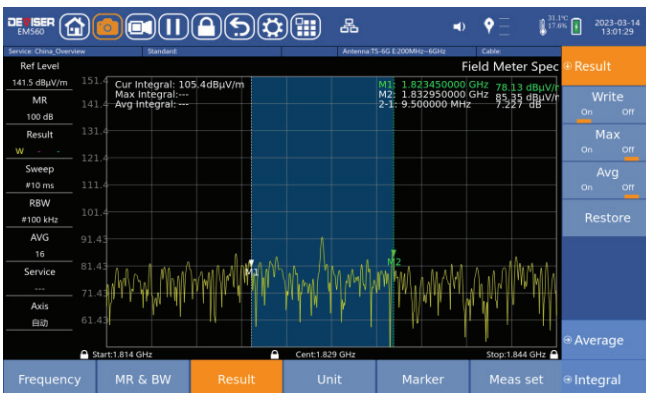 DEVISER
EM560
31.1°C
17.6%
2023-03-14
13:01:29
Service: China_Overview
Standard:
Antenna:TS-6G E200MHz~6GHz
Cable:
Ref Level
141.5 dBμV/m
MR
100 dB
Result
W - -
Sweep
#10 ms
RBW
#100 kHz
AVG
16
Service
---
Axis
自动
Field Meter Spec
Cur Integral: 105.4dBμV/m
Max Integral:---
Avg Integral:---
M1: 1.823450000 GHz 78.13 dBμV/m
M2: 1.832950000 GHz 85.35 dBμV/m
2-1: 9.500000 MHz 7.227 dB
151.4
141.4
131.4
121.4
111.4
101.4
91.43
81.43
71.43
61.43
M1
M2
Start:1.814 GHz
Cent:1.829 GHz
Stop:1.844 GHz
Result
Write
On Off
Max
On Off
Avg
On Off
Restore
Average
Integral
Frequency
MR & BW
Result
Unit
Marker
Meas set